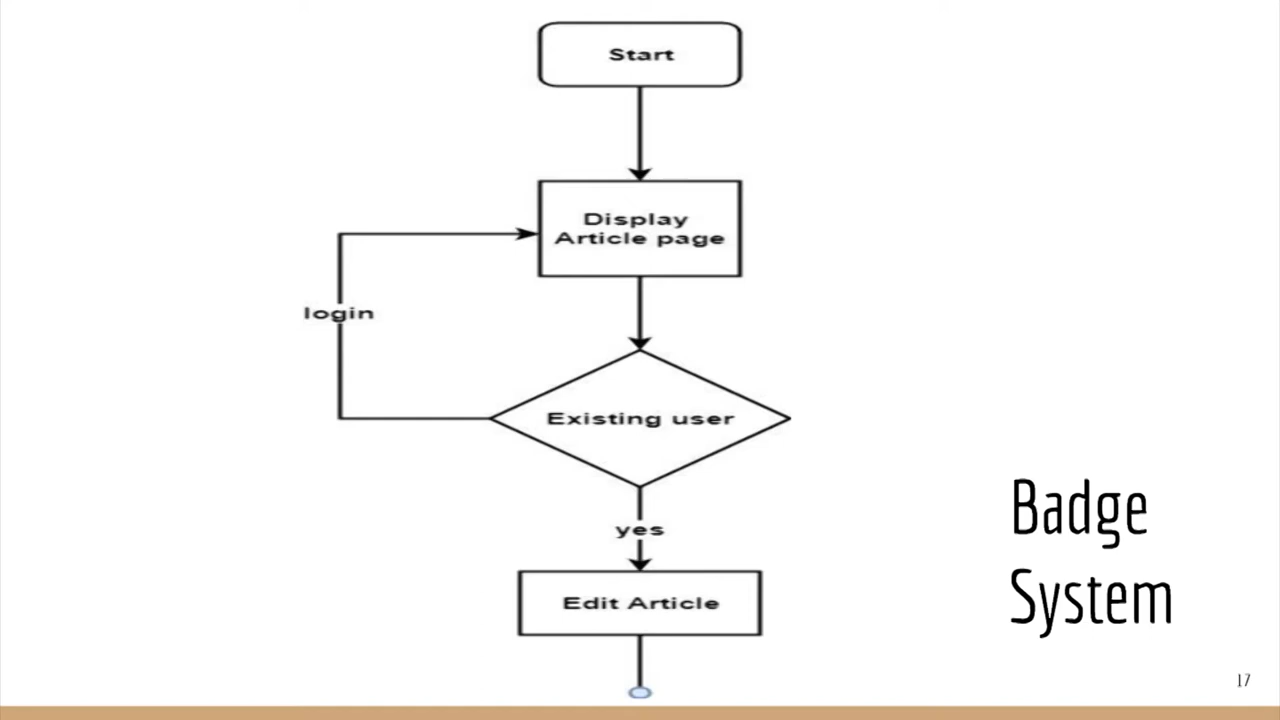 Start
Display
Article page
login
Existing user
yes
Edit Article
Badge
System
17